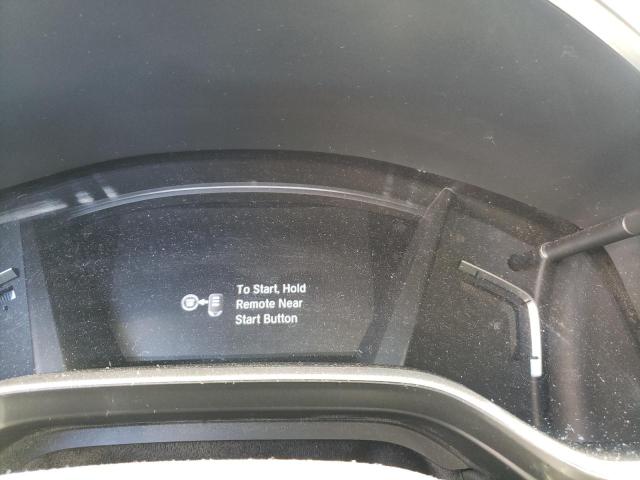 To Start, Hold
Remote Near
Start Button